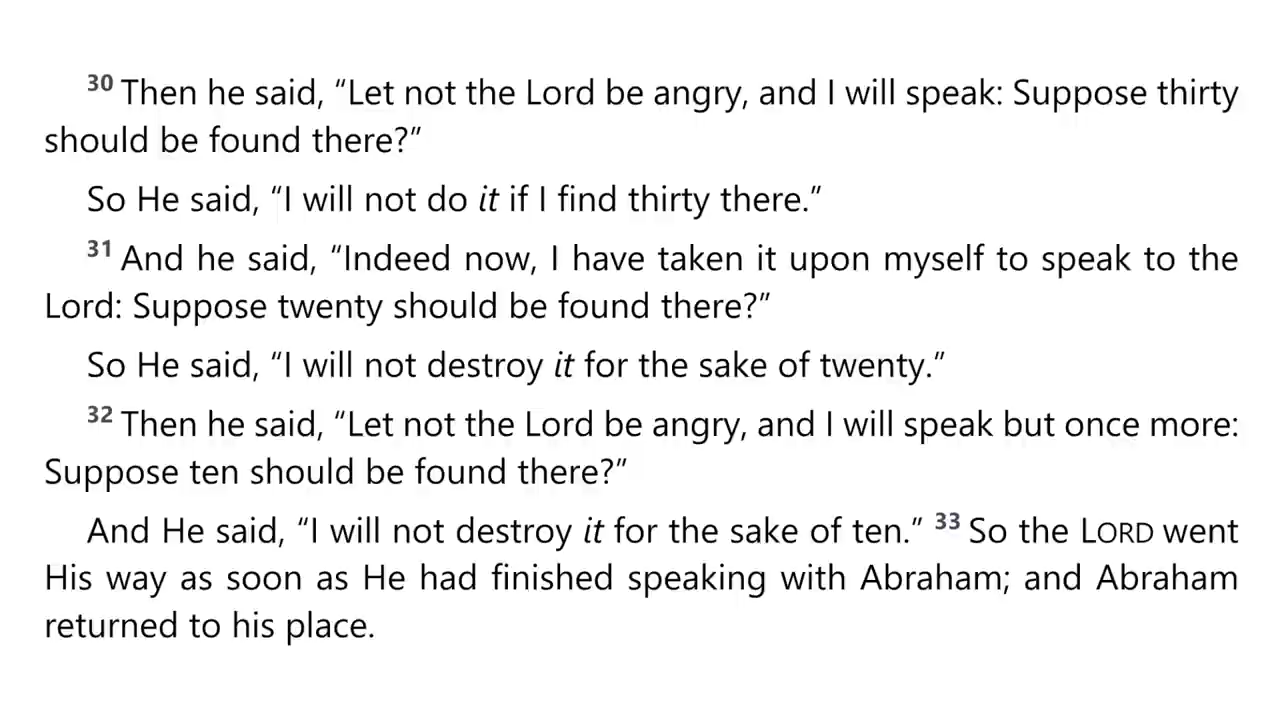 30 Then he said, “Let not the Lord be angry, and I will speak: Suppose thirty
should be found there?”
So He said, “I will not do it if I find thirty there.”
31 And he said, “Indeed now, I have taken it upon myself to speak to the
Lord: Suppose twenty should be found there?”
So He said, “I will not destroy it for the sake of twenty.”
32 Then he said, “Let not the Lord be angry, and I will speak but once more:
Suppose ten should be found there?”
And He said, “I will not destroy it for the sake of ten.” 33 So the LORD went
His way as soon as He had finished speaking with Abraham; and Abraham
returned to his place.